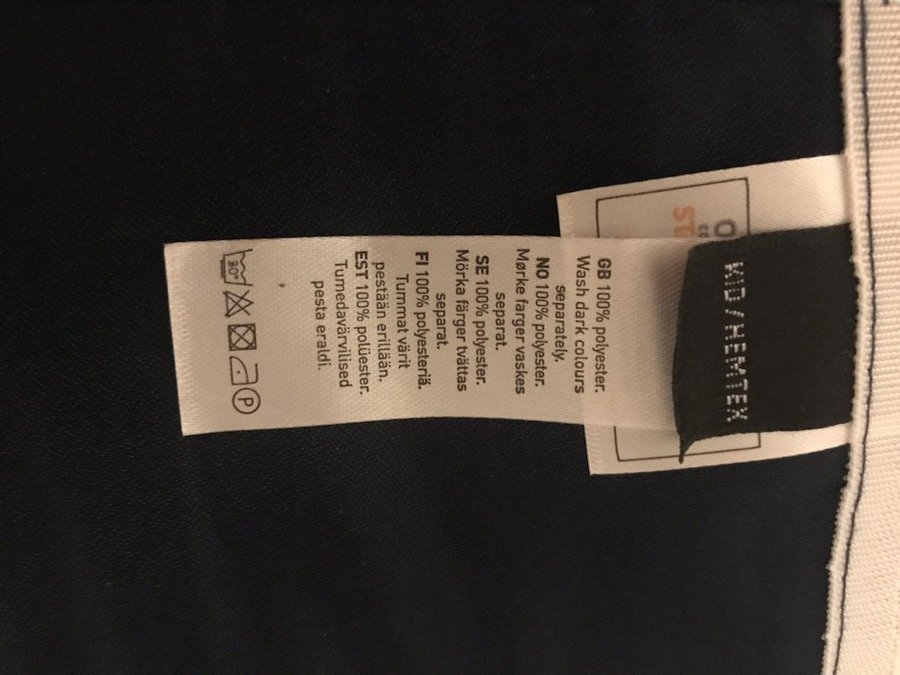 KID / HEMTEX
GB 100% polyester.
Wash dark colours
separately.
NO 100% polyester.
Mørke farger vaskes
separat.
SE 100% polyester.
Mörka färger tvättas
separat.
FI 100% polyesteriä.
Tummat värit
pestään erillään.
EST 100% polüester.
Tumedavärvilised
pesta eraldi.
30°
P